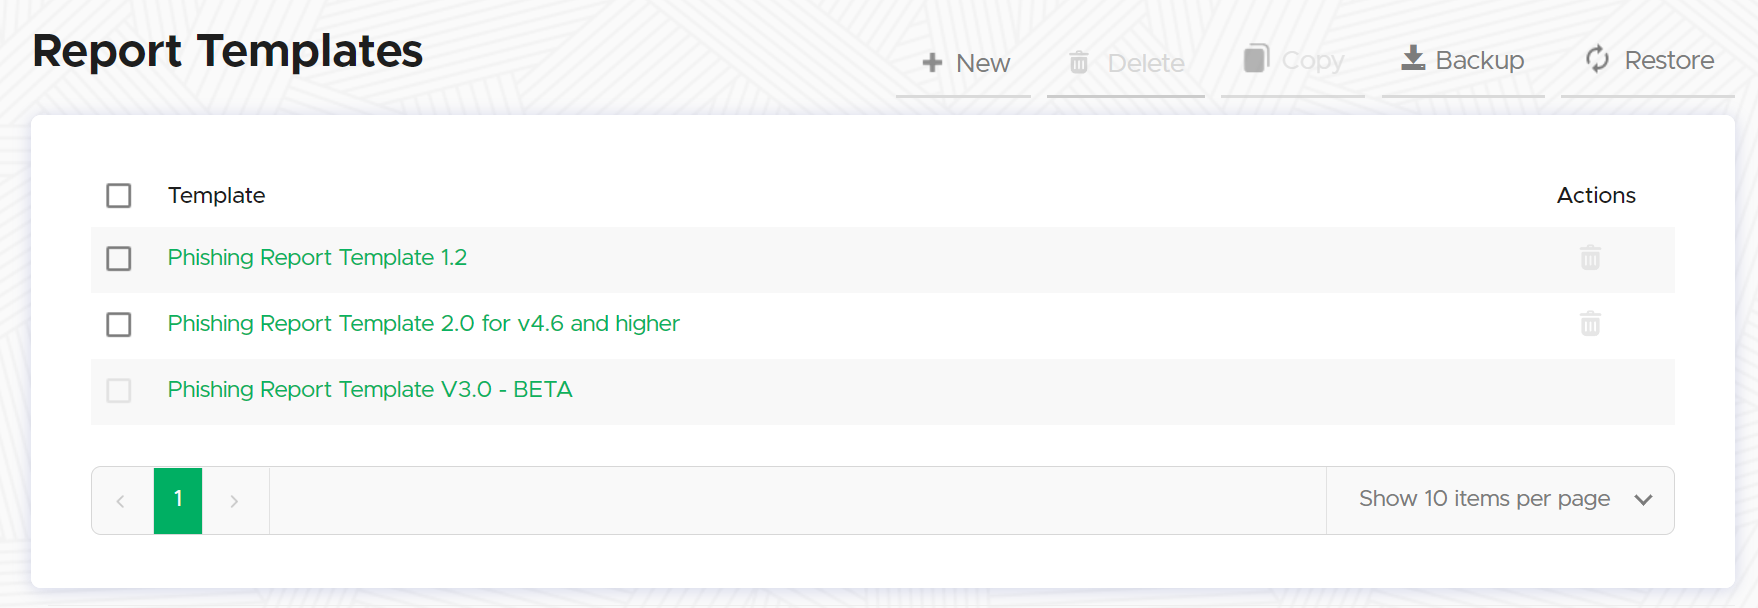 Report Templates
New Delete Copy Backup Restore
Template Actions
Phishing Report Template 1.2
Phishing Report Template 2.0 for v4.6 and higher
Phishing Report Template V3.0 - BETA
1 Show 10 items per page